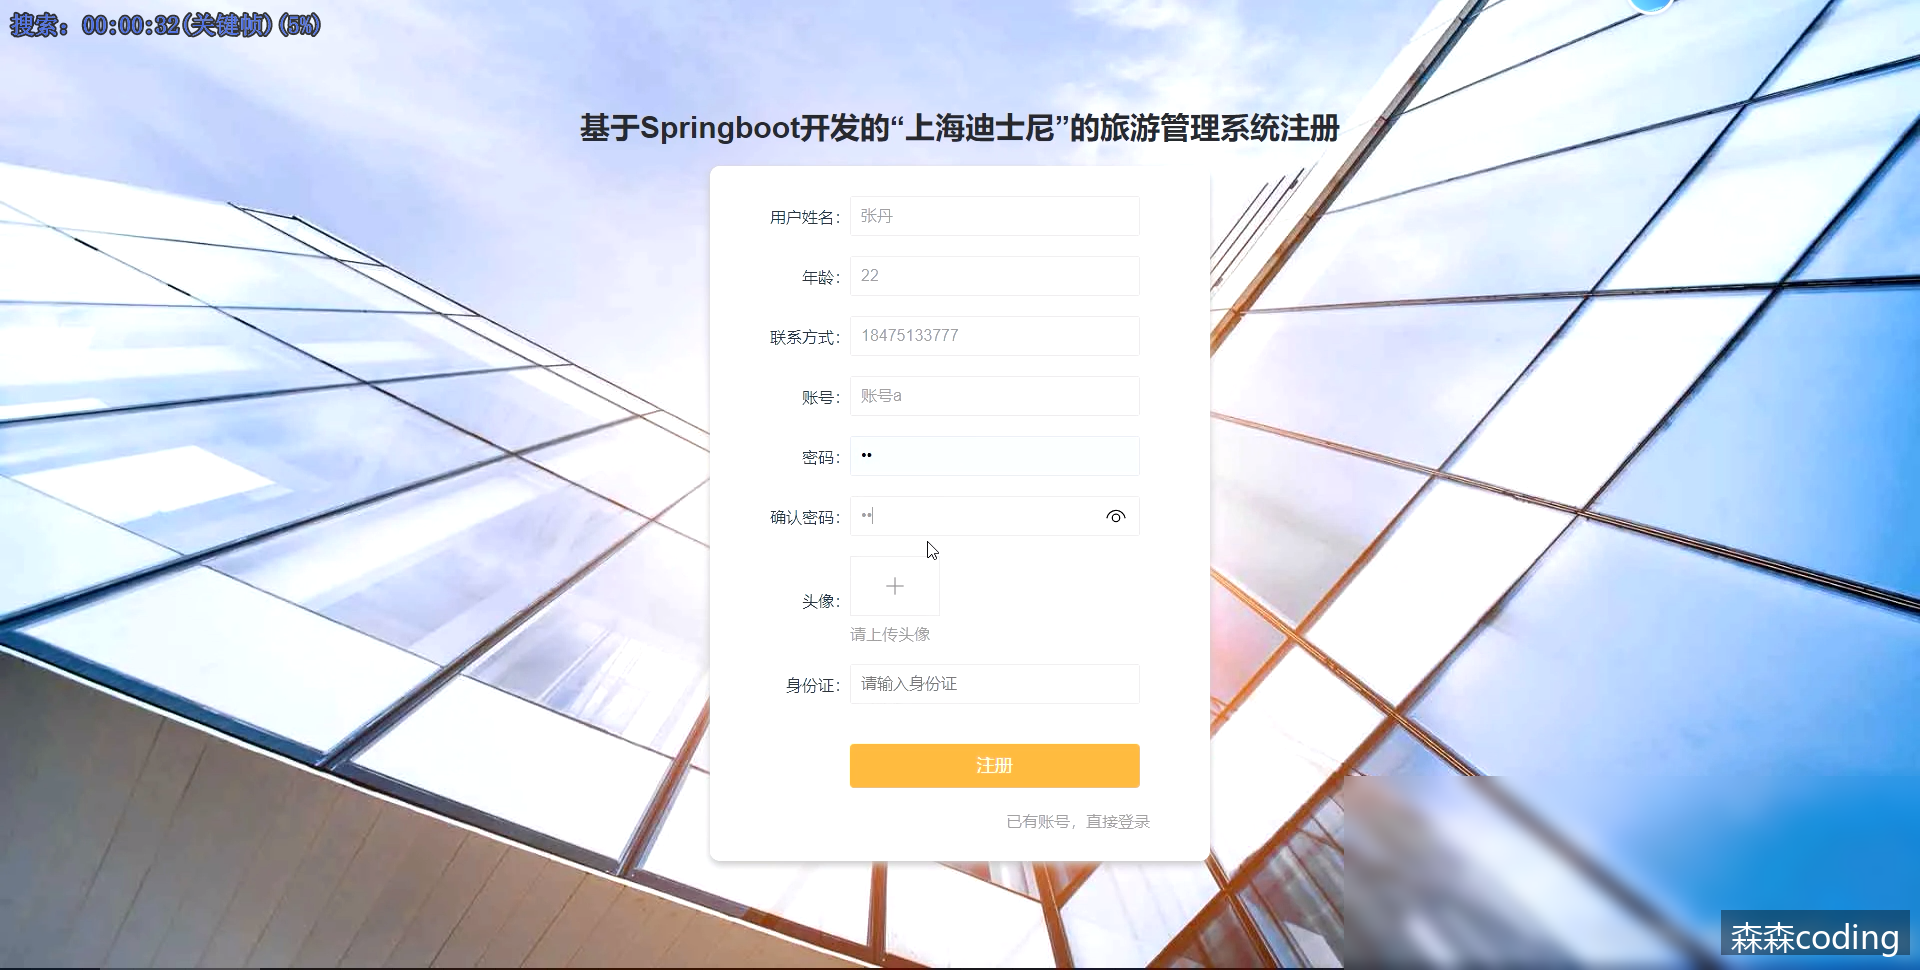 搜索: 00:00:32(关键帧)(5%)
基于Springboot开发的“上海迪士尼”的旅游管理系统注册
用户姓名： 张丹
年龄： 22
联系方式： 18475133777
账号： 账号a
密码： ••
确认密码： ••
头像：
请上传头像
身份证： 请输入身份证
注册
已有账号，直接登录
森森coding